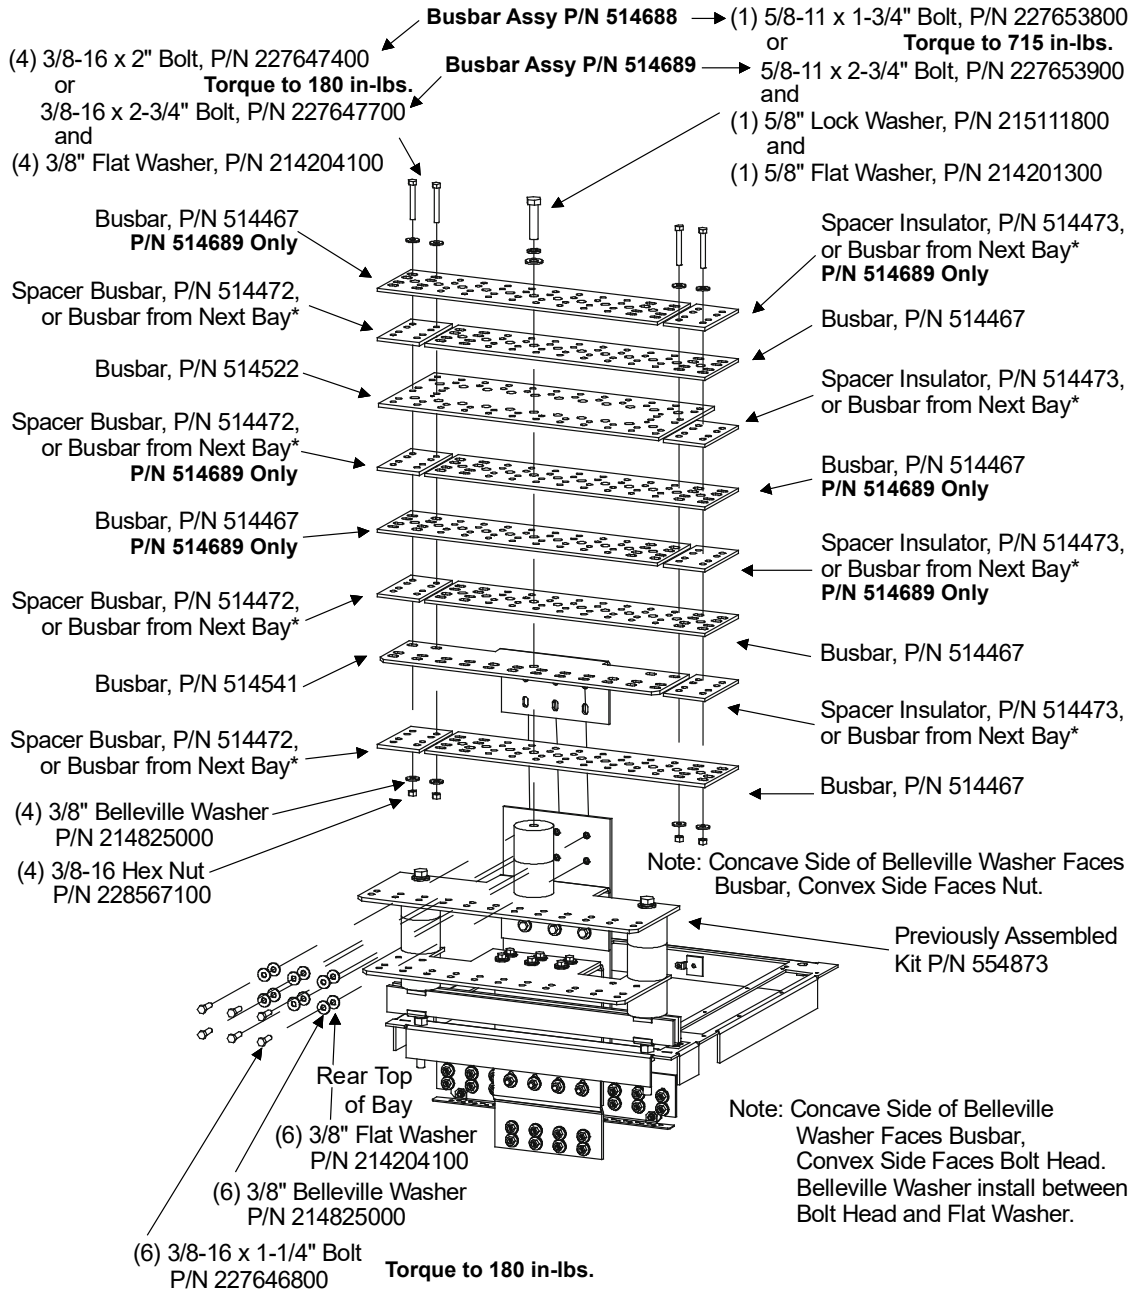 Busbar Assy P/N 514688
(1) 5/8-11 x 1-3/4" Bolt, P/N 227653800
or
Torque to 715 in-lbs.
5/8-11 x 2-3/4" Bolt, P/N 227653900
and
(1) 5/8" Lock Washer, P/N 215111800
and
(1) 5/8" Flat Washer, P/N 214201300
(4) 3/8-16 x 2" Bolt, P/N 227647400
or
Torque to 180 in-lbs.
3/8-16 x 2-3/4" Bolt, P/N 227647700
and
(4) 3/8" Flat Washer, P/N 214204100
Busbar Assy P/N 514689
Busbar, P/N 514467
P/N 514689 Only
Spacer Busbar, P/N 514472,
or Busbar from Next Bay*
Busbar, P/N 514522
Spacer Busbar, P/N 514472,
or Busbar from Next Bay*
P/N 514689 Only
Busbar, P/N 514467
P/N 514689 Only
Spacer Busbar, P/N 514472,
or Busbar from Next Bay*
Busbar, P/N 514541
Spacer Busbar, P/N 514472,
or Busbar from Next Bay*
(4) 3/8" Belleville Washer
P/N 214825000
(4) 3/8-16 Hex Nut
P/N 228567100
Spacer Insulator, P/N 514473,
or Busbar from Next Bay*
P/N 514689 Only
Busbar, P/N 514467
Spacer Insulator, P/N 514473,
or Busbar from Next Bay*
Busbar, P/N 514467
P/N 514689 Only
Spacer Insulator, P/N 514473,
or Busbar from Next Bay*
P/N 514689 Only
Busbar, P/N 514467
Spacer Insulator, P/N 514473,
or Busbar from Next Bay*
Busbar, P/N 514467
Note: Concave Side of Belleville Washer Faces
Busbar, Convex Side Faces Nut.
Previously Assembled
Kit P/N 554873
Rear Top
of Bay
(6) 3/8" Flat Washer
P/N 214204100
(6) 3/8" Belleville Washer
P/N 214825000
(6) 3/8-16 x 1-1/4" Bolt
P/N 227646800
Torque to 180 in-lbs.
Note: Concave Side of Belleville
Washer Faces Busbar,
Convex Side Faces Bolt Head.
Belleville Washer install between
Bolt Head and Flat Washer.